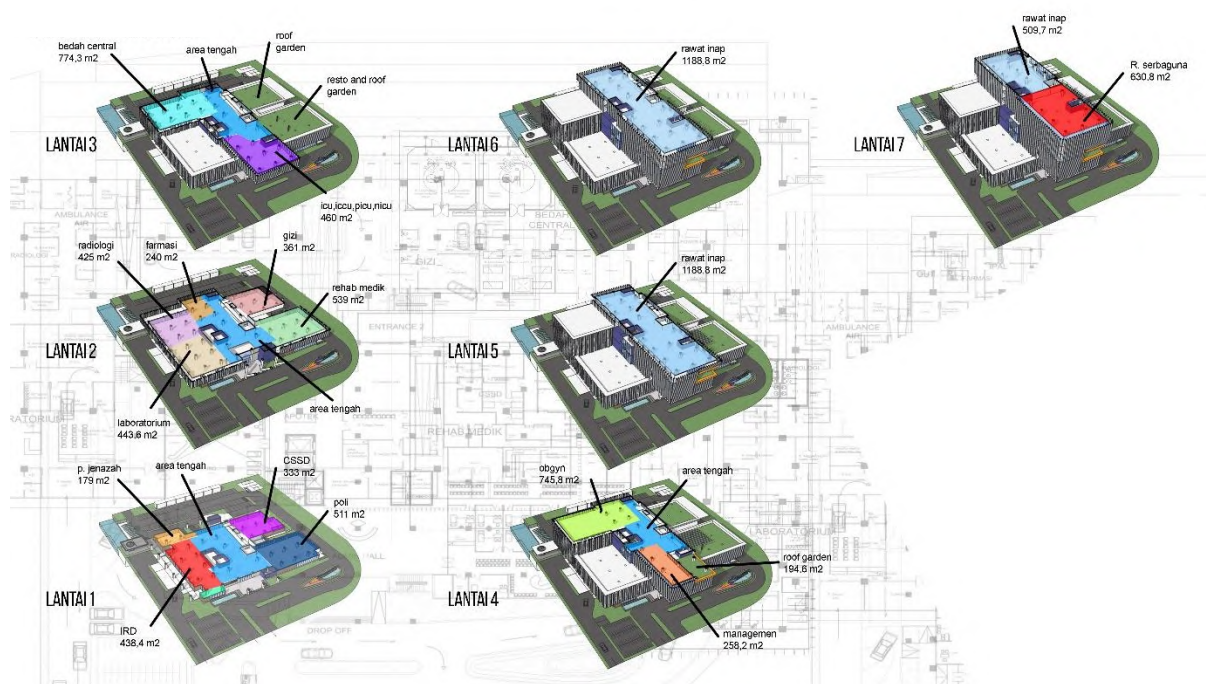 bedah central
774,3 m2
area tengah
roof
garden
resto and roof
garden
LANTAI 3
icu,iccu,picu,nicu
460 m2
rawat inap
1188.8 m2
LANTAI 6
rawat inap
509,7 m2
R. serbaguna
630,8 m2
LANTAI 7
radiologi
425 m2
farmasi
240 m2
gizi
361 m2
rehab medik
539 m2
LANTAI 2
laboratorium
443,6 m2
area tengah
rawat inap
1188.8 m2
LANTAI 5
p. jenazah
179 m2
area tengah
CSSD
333 m2
poli
511 m2
LANTAI 1
IRD
438,4 m2
obgyn
745,8 m2
area tengah
roof garden
194,6 m2
LANTAI 4
managemen
258,2 m2
AMBULANCE
AIR
BEDAH
CENTRAL
GIZI
ENTRANCE 2
AMBULANCE
AIR
CSSD
REHAB MEDIK
APOTEK
LABORATORIUM
DROP OFF